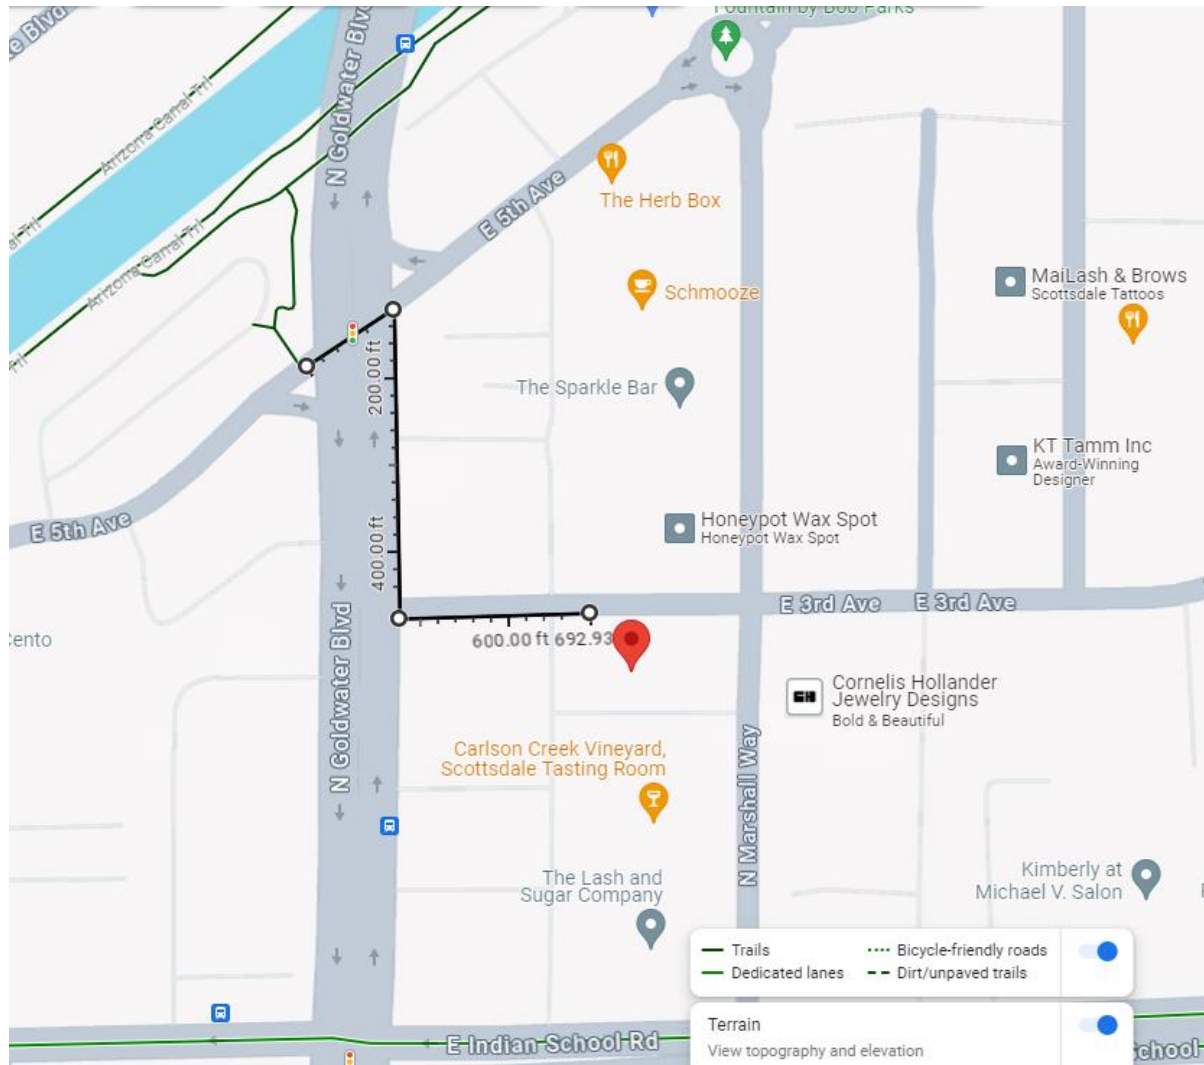 Fountain by Bob Parks
N Goldwater Blvd
Arizona Canal Trl
E 5th Ave
The Herb Box
Arizona Canal Trl
Schmooze
MaiLash & Brows
Scottsdale Tattoos
200.00 ft
The Sparkle Bar
KT Tamm Inc
Award-Winning
Designer
E 5th Ave
400.00 ft
Honeypot Wax Spot
Honeypot Wax Spot
E 3rd Ave
E 3rd Ave
600.00 ft 692.93
N Goldwater Blvd
Cornelis Hollander
Jewelry Designs
Bold & Beautiful
Carlson Creek Vineyard,
Scottsdale Tasting Room
N Marshall Way
The Lash and
Sugar Company
Kimberly at
Michael V. Salon
Trails
Bicycle-friendly roads
Dedicated lanes
Dirt/unpaved trails
E Indian School Rd
Terrain
School
View topography and elevation